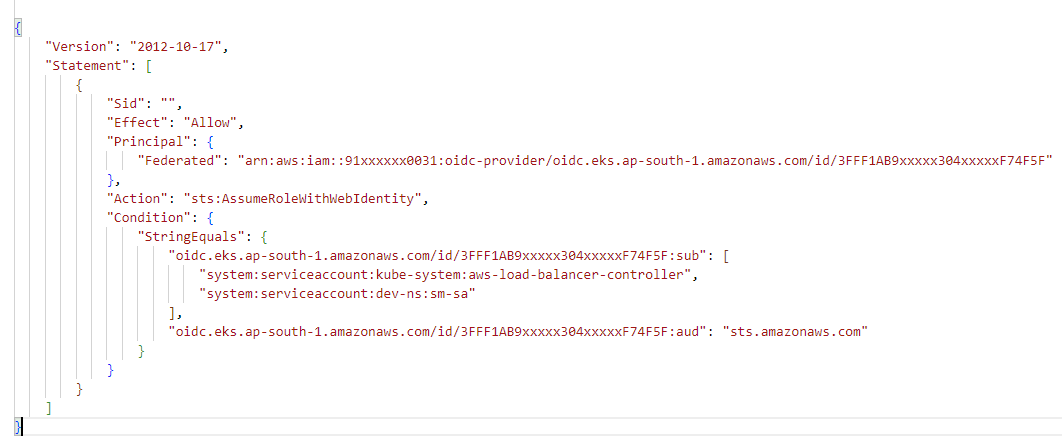 {
    "Version": "2012-10-17",
    "Statement": [
        {
            "Sid": "",
            "Effect": "Allow",
            "Principal": {
                "Federated": "arn:aws:iam::91xxxxxx0031:oidc-provider/oidc.eks.ap-south-1.amazonaws.com/id/3FFF1AB9xxxxx304xxxxxF74F5F"
            },
            "Action": "sts:AssumeRoleWithWebIdentity",
            "Condition": {
                "StringEquals": {
                    "oidc.eks.ap-south-1.amazonaws.com/id/3FFF1AB9xxxxx304xxxxxF74F5F:sub": [
                        "system:serviceaccount:kube-system:aws-load-balancer-controller",
                        "system:serviceaccount:dev-ns:sm-sa"
                    ],
                    "oidc.eks.ap-south-1.amazonaws.com/id/3FFF1AB9xxxxx304xxxxxF74F5F:aud": "sts.amazonaws.com"
                }
            }
        }
    ]
}